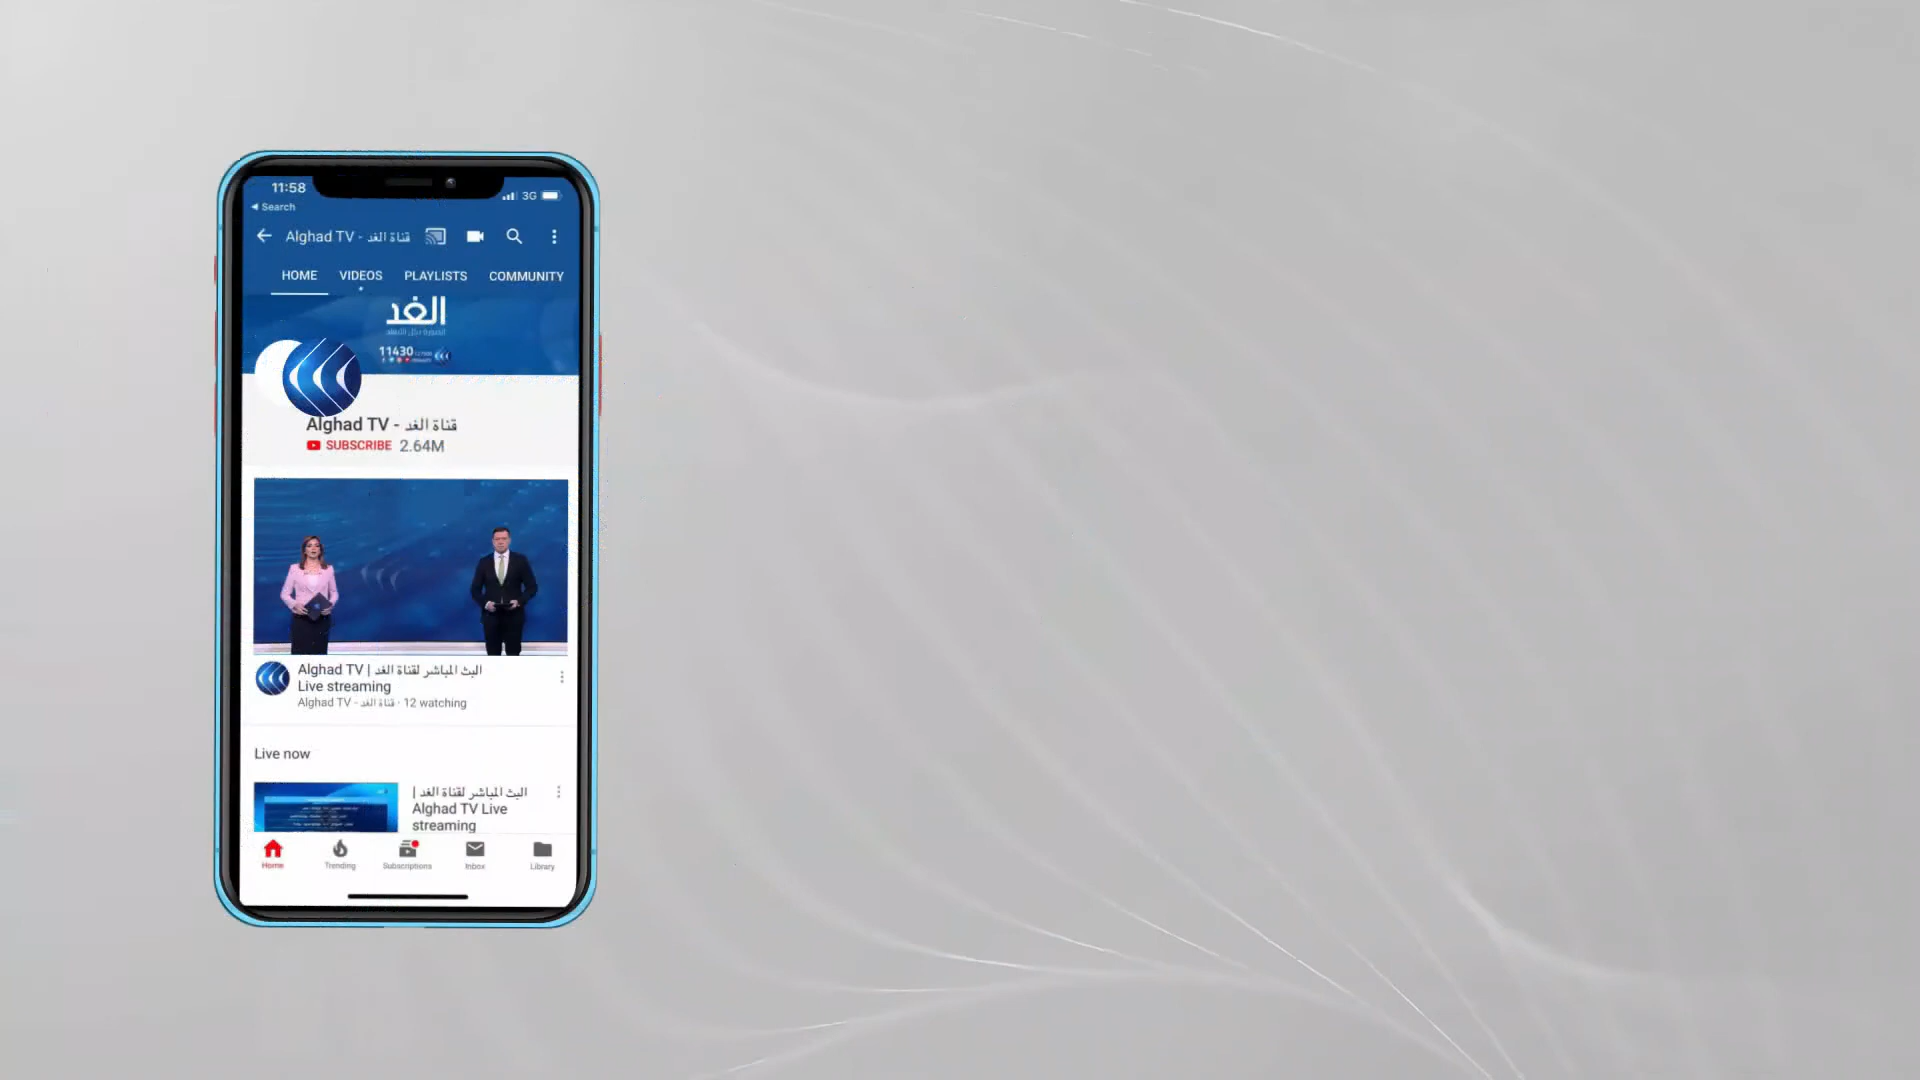 11:58
3G
Search
Alghad TV - قناة الغد
HOME VIDEOS PLAYLISTS COMMUNITY
الغد
11430
Alghad TV - قناة الغد
SUBSCRIBE 2.64M
Alghad TV | البث المباشر لقناة الغد
Live streaming
Alghad TV - قناة الغد · 12 watching
Live now
البث المباشر لقناة الغد |
Alghad TV Live
streaming
Home Trending Subscriptions Inbox Library